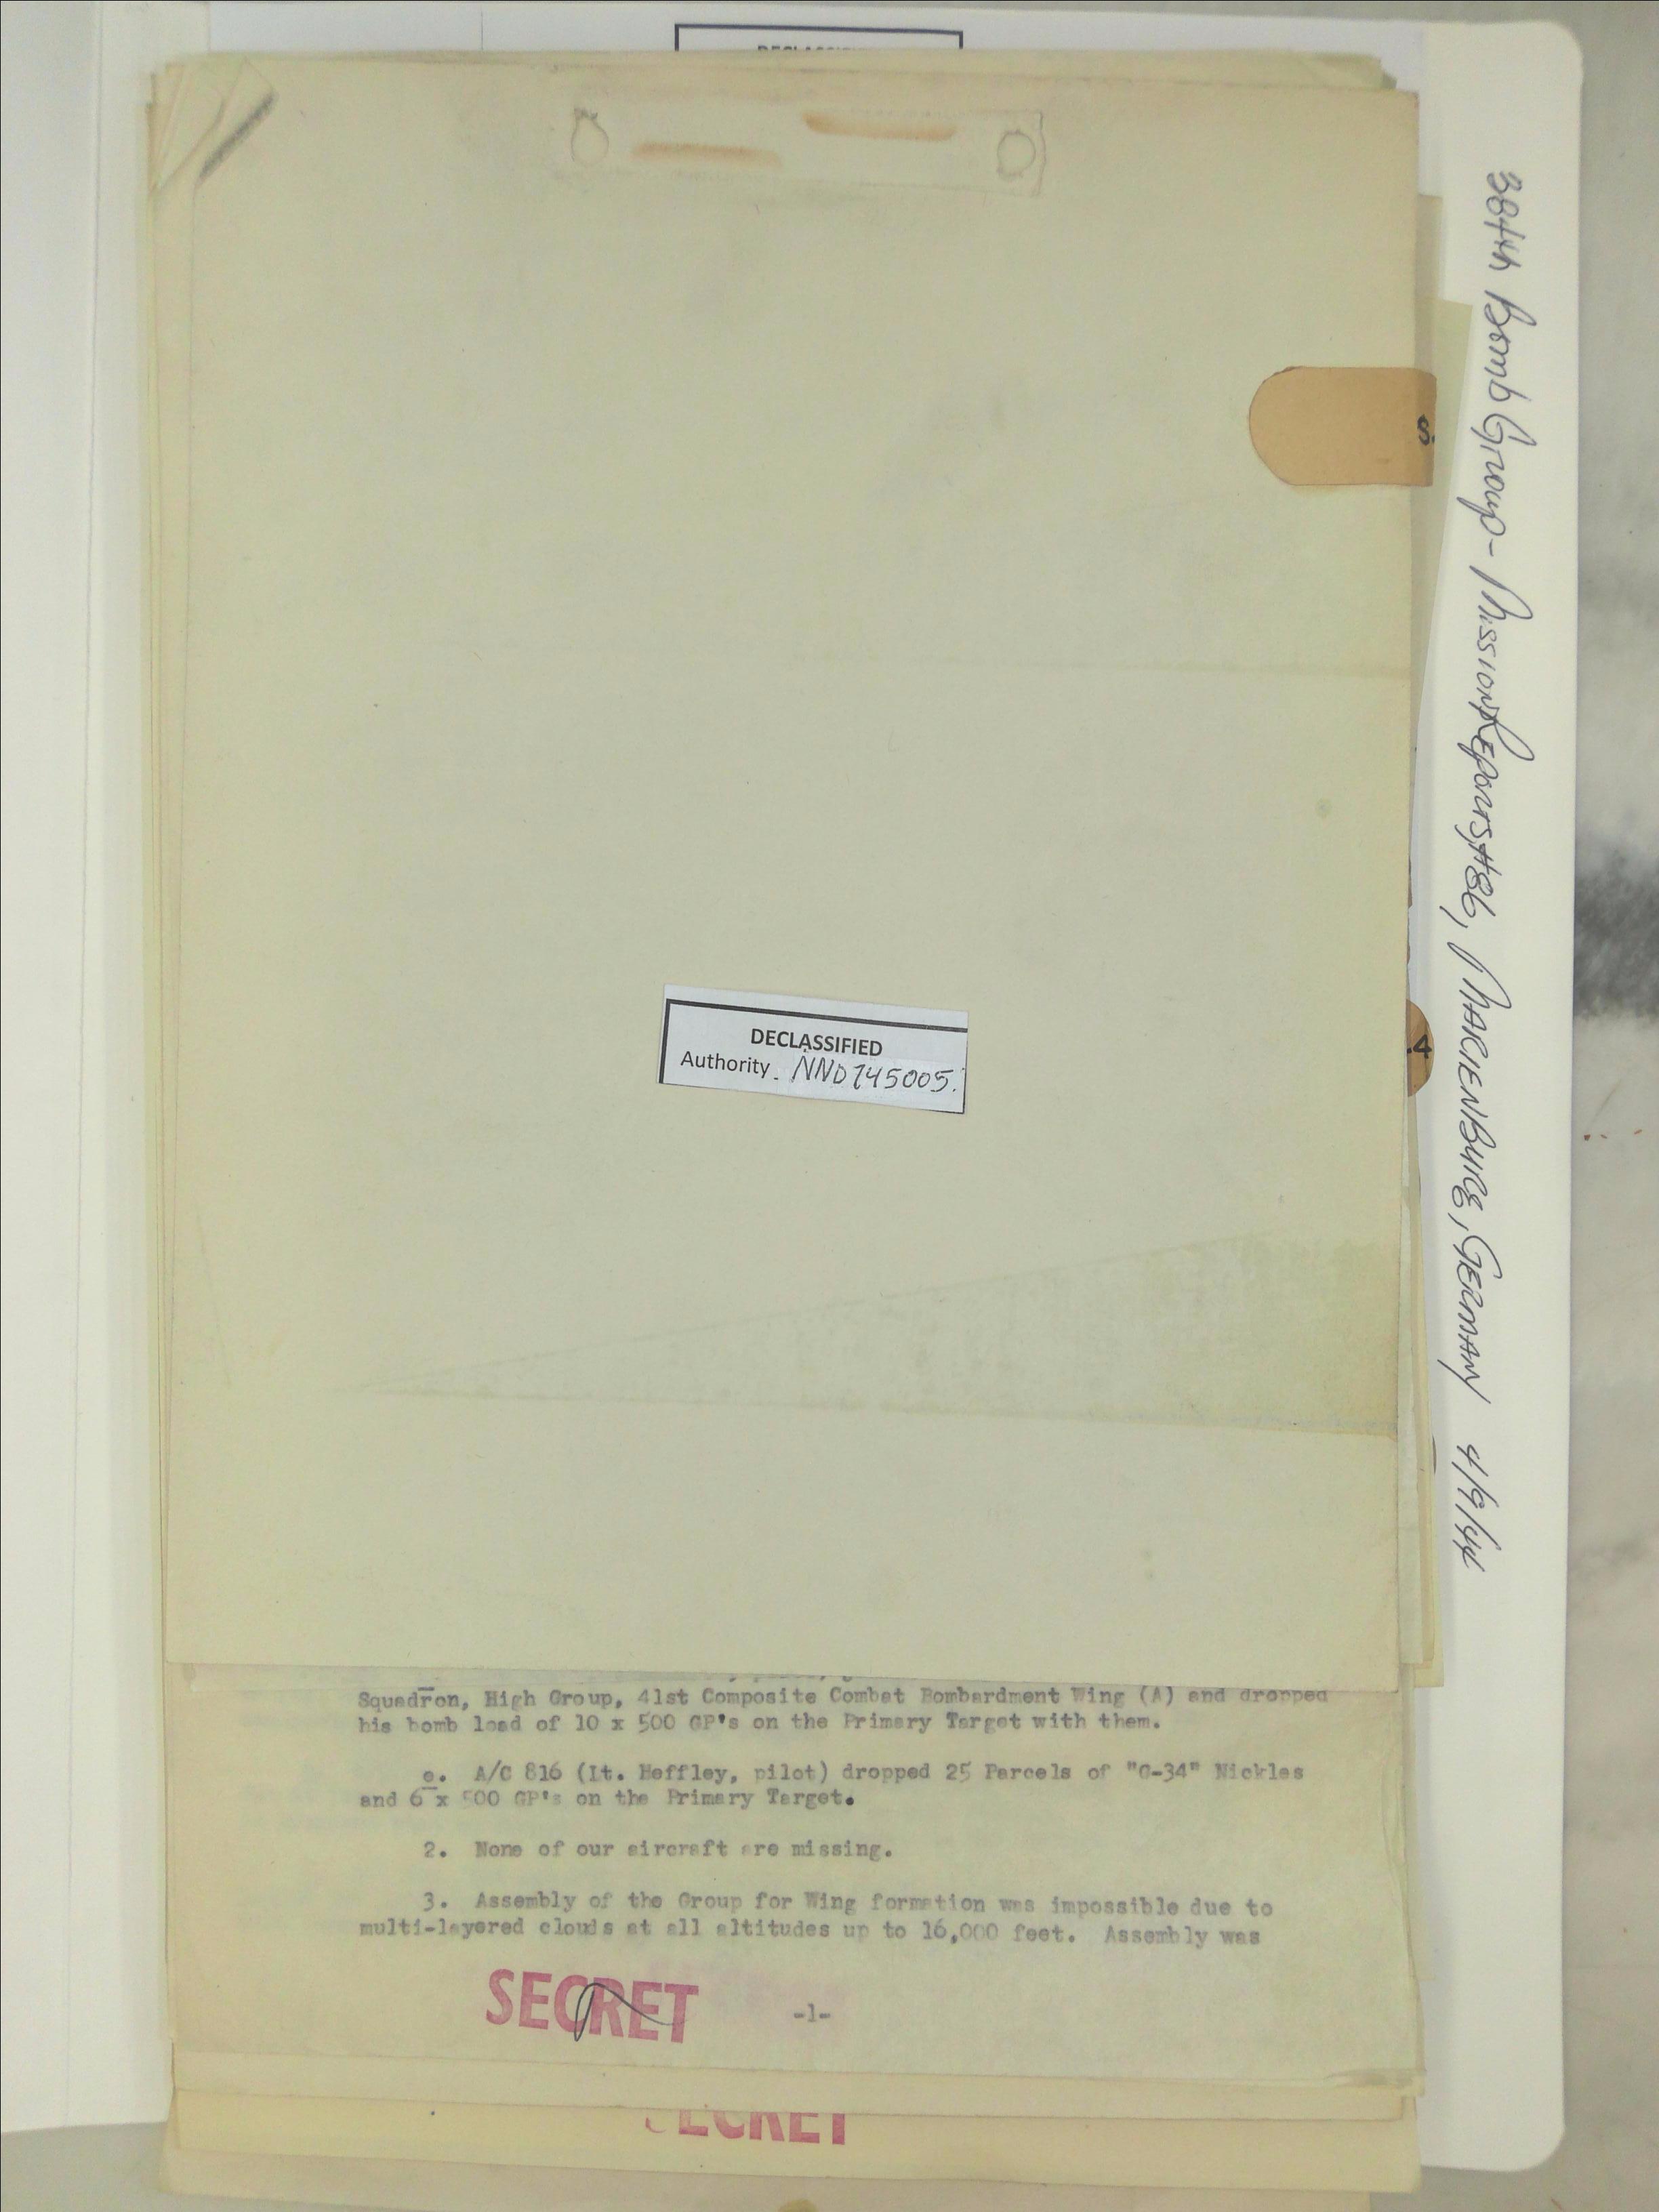 DECLASSIFIED
Authority NND745005
384th Bomb Group - Mission Reports #86, MARIENBURG, GERMANY 4/9/44
S.
.4
Squadron, High Group, 41st Composite Combat Bombardment Wing (A) and dropped
his bomb load of 10 x 500 GP's on the Primary Target with them.
e. A/C 816 (Lt. Heffley, pilot) dropped 25 Parcels of "G-34" Nickles
and 6 x 500 GP's on the Primary Target.
2. None of our aircraft are missing.
3. Assembly of the Group for Wing formation was impossible due to
multi-layered clouds at all altitudes up to 16,000 feet. Assembly was
SECRET
-1-
SECRET